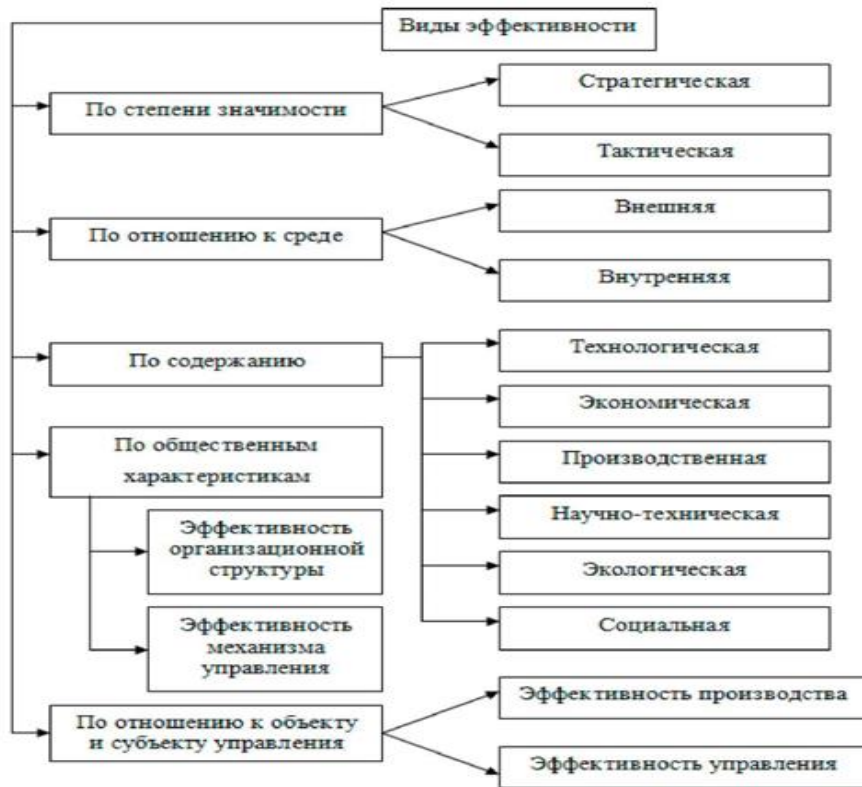 Виды эффективности
По степени значимости
Стратегическая
Тактическая
По отношению к среде
Внешняя
Внутренняя
По содержанию
Технологическая
Экономическая
Производственная
Научно-техническая
Экологическая
Социальная
По общественным
характеристикам
Эффективность
организационной
структуры
Эффективность
механизма
управления
По отношению к объекту
и субъекту управления
Эффективность производства
Эффективность управления